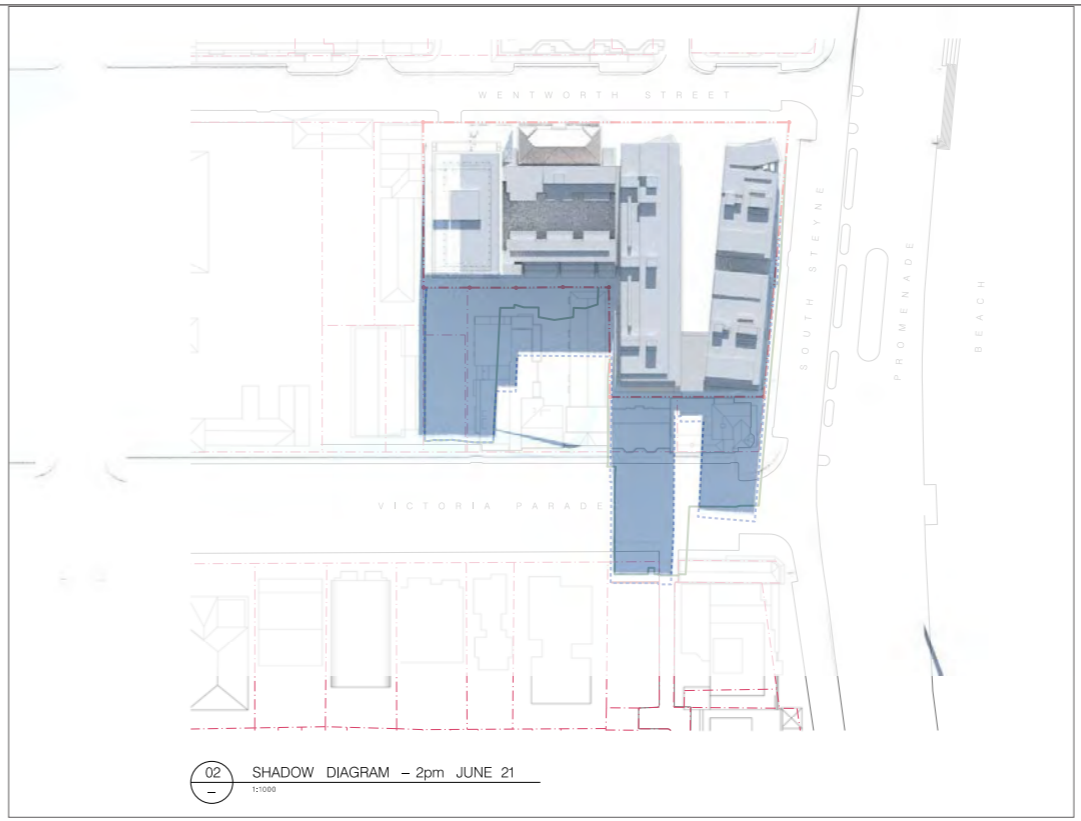 WENTWORTH STREET
SOUTH STEYNE
PROMENADE
BEACH
VICTORIA PARADE
02
–
SHADOW DIAGRAM – 2pm JUNE 21
1:1000